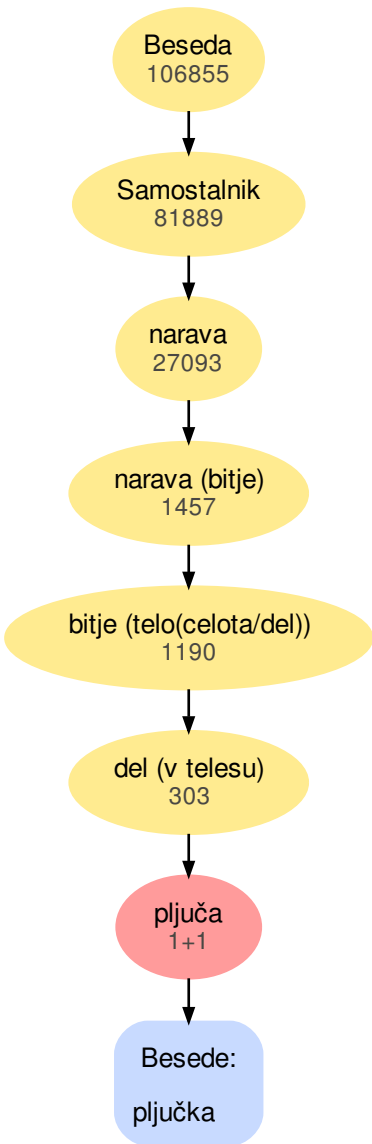 Beseda
106855
Samostalnik
81889
narava
27093
narava (bitje)
1457
bitje (telo(celota/del))
1190
del (v telesu)
303
pljuča
1+1
Besede:
pljučka